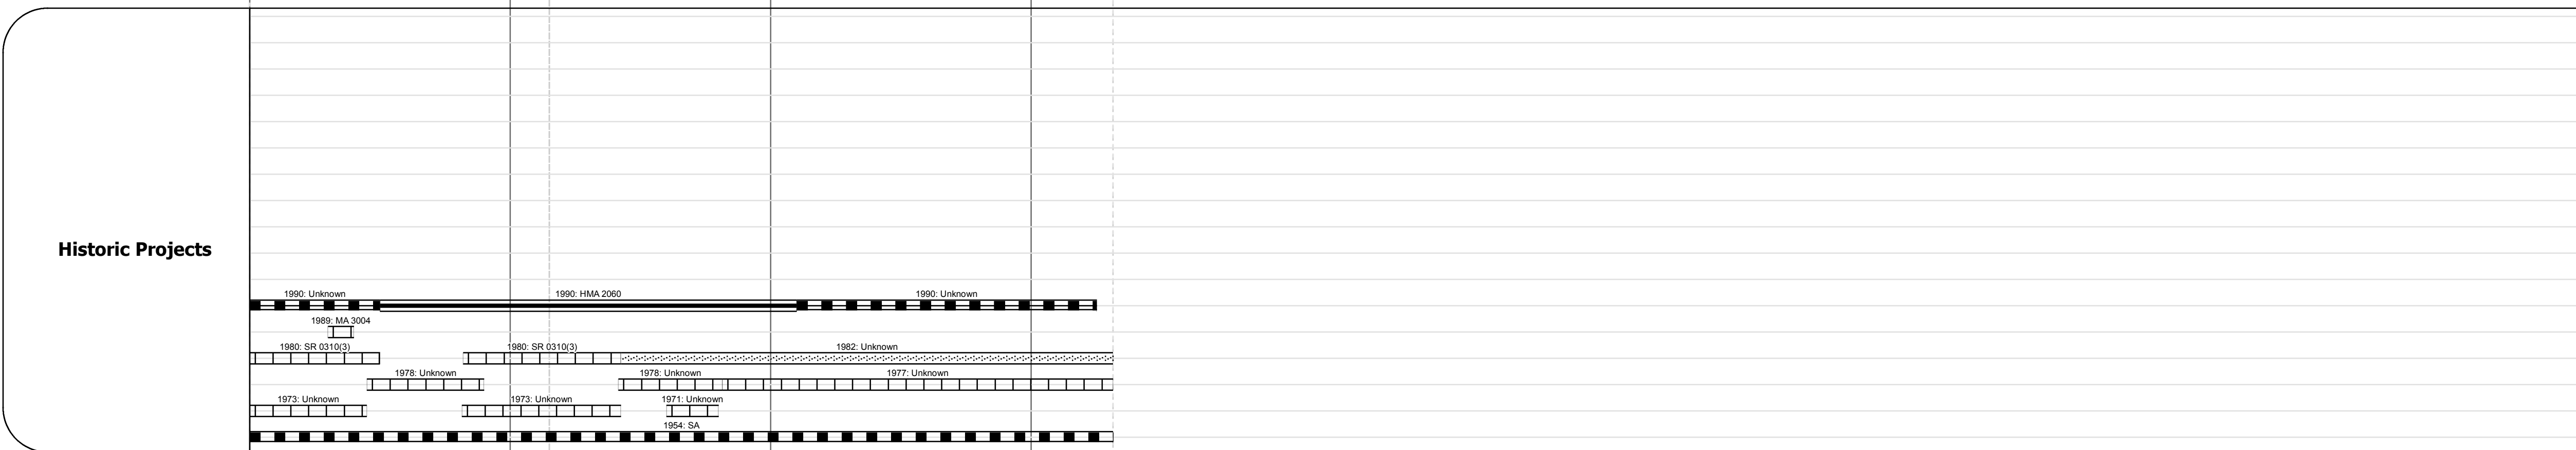 Historic Projects
1990: Unknown
1990: HMA 2060
1990: Unknown
1989: MA 3004
1980: SR 0310(3)
1980: SR 0310(3)
1982: Unknown
1978: Unknown
1978: Unknown
1977: Unknown
1973: Unknown
1973: Unknown
1971: Unknown
1954: SA